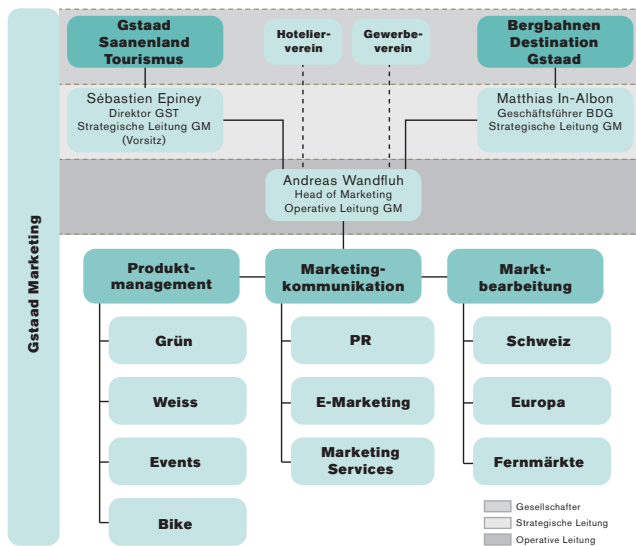 Gstaad Marketing
Gstaad
Saanenland
Tourismus
Hotelier-
verein
Gewerbe-
verein
Bergbahnen
Destination
Gstaad
Sébastien Epiney
Direktor GST
Strategische Leitung GM
(Vorsitz)
Matthias In-Albon
Geschäftsführer BDG
Strategische Leitung GM
Andreas Wandfluh
Head of Marketing
Operative Leitung GM
Produkt-
management
Marketing-
kommunikation
Markt-
bearbeitung
Grün
PR
Schweiz
Weiss
E-Marketing
Europa
Events
Marketing
Services
Fernmärkte
Bike
Gesellschafter
Strategische Leitung
Operative Leitung